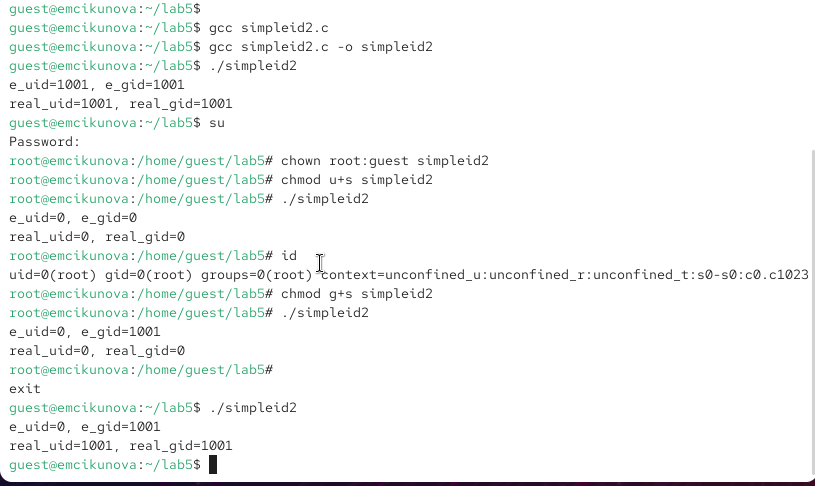 guest@emcikunova:~/lab5$
guest@emcikunova:~/lab5$ gcc simpleid2.c
guest@emcikunova:~/lab5$ gcc simpleid2.c -o simpleid2
guest@emcikunova:~/lab5$ ./simpleid2
e_uid=1001, e_gid=1001
real_uid=1001, real_gid=1001
guest@emcikunova:~/lab5$ su
Password:
root@emcikunova:/home/guest/lab5# chown root:guest simpleid2
root@emcikunova:/home/guest/lab5# chmod u+s simpleid2
root@emcikunova:/home/guest/lab5# ./simpleid2
e_uid=0, e_gid=0
real_uid=0, real_gid=0
root@emcikunova:/home/guest/lab5# id
uid=0(root) gid=0(root) groups=0(root) context=unconfined_u:unconfined_r:unconfined_t:s0-s0:c0.c1023
root@emcikunova:/home/guest/lab5# chmod g+s simpleid2
root@emcikunova:/home/guest/lab5# ./simpleid2
e_uid=0, e_gid=1001
real_uid=0, real_gid=0
root@emcikunova:/home/guest/lab5#
exit
guest@emcikunova:~/lab5$ ./simpleid2
e_uid=0, e_gid=1001
real_uid=1001, real_gid=1001
guest@emcikunova:~/lab5$